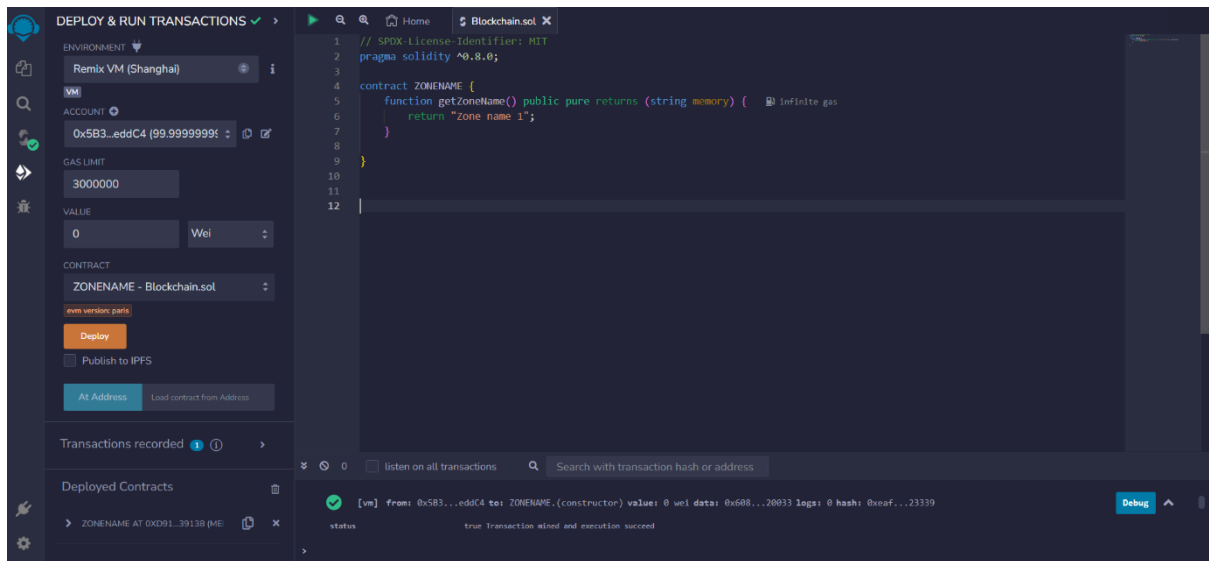 DEPLOY & RUN TRANSACTIONS
ENVIRONMENT
Remix VM (Shanghai)
VM
ACCOUNT
0x5B3...eddC4 (99.9999999
GAS LIMIT
3000000
VALUE
0 Wei
CONTRACT
ZONENAME - Blockchain.sol
evm version: paris
Deploy
Publish to IPFS
At Address Load contract from Address
Transactions recorded 1
Deployed Contracts
ZONENAME AT 0XD91...39138 (ME
Home Blockchain.sol
1 // SPDX-License-Identifier: MIT
2 pragma solidity ^0.8.0;
3
4 contract ZONENAME {
5 function getZoneName() public pure returns (string memory) { infinite gas
6 return "Zone name 1";
7 }
8
9 }
10
11
12
0 listen on all transactions Search with transaction hash or address
[vm] from: 0x5B3...eddC4 to: ZONENAME.(constructor) value: 0 wei data: 0x608...20033 logs: 0 hash: 0xeaf...23339 Debug
status true Transaction mined and execution succeed
>